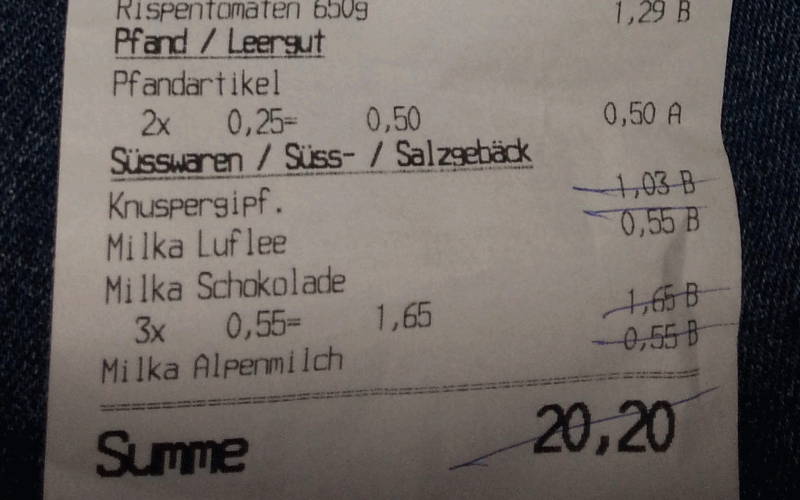 Rispentomaten 650g 1,29 B
Pfand / Leergut
Pfandartikel
2x 0,25= 0,50 0,50 A
Süsswaren / Süss- / Salzgebäck
Knuspergipf. 1,03 B
Milka Luflee 0,55 B
Milka Schokolade
3x 0,55= 1,65 1,65 B
Milka Alpenmilch 0,55 B
Summe 20,20